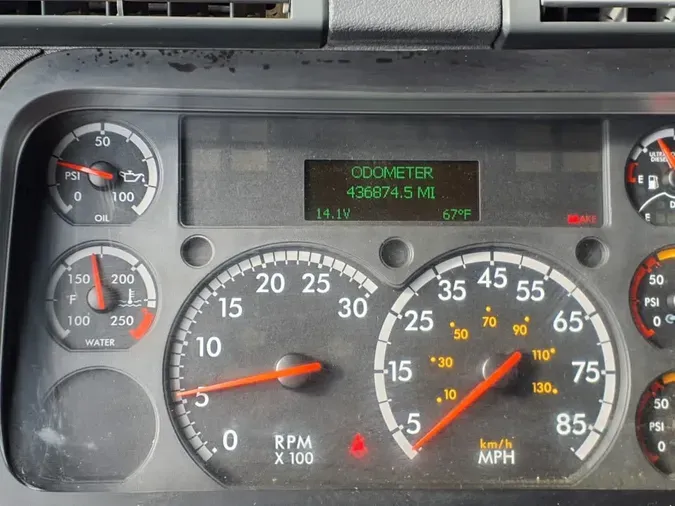 50
PSI
0 100
OIL
150 200
°F
100 250
WATER
ODOMETER
436874.5 MI
14.1V 67°F
0 5 10 15 20 25 30
RPM
X 100
5 15 25 35 45 55 65 75 85
10 30 50 70 90 110 130
km/h
MPH
E
50
PSI
0
50
PSI
0